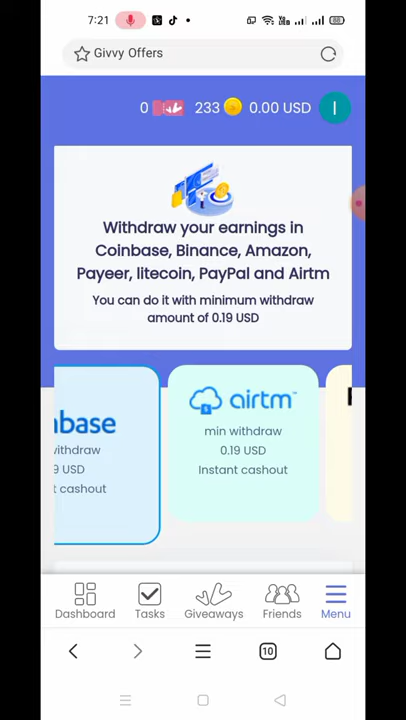 7:21
Givvy Offers
0 233 0.00 USD I
Withdraw your earnings in
Coinbase, Binance, Amazon,
Payeer, litecoin, PayPal and Airtm
You can do it with minimum withdraw
amount of 0.19 USD
nbase
withdraw
9 USD
t cashout
airtm
min withdraw
0.19 USD
Instant cashout
Dashboard Tasks Giveaways Friends Menu
10